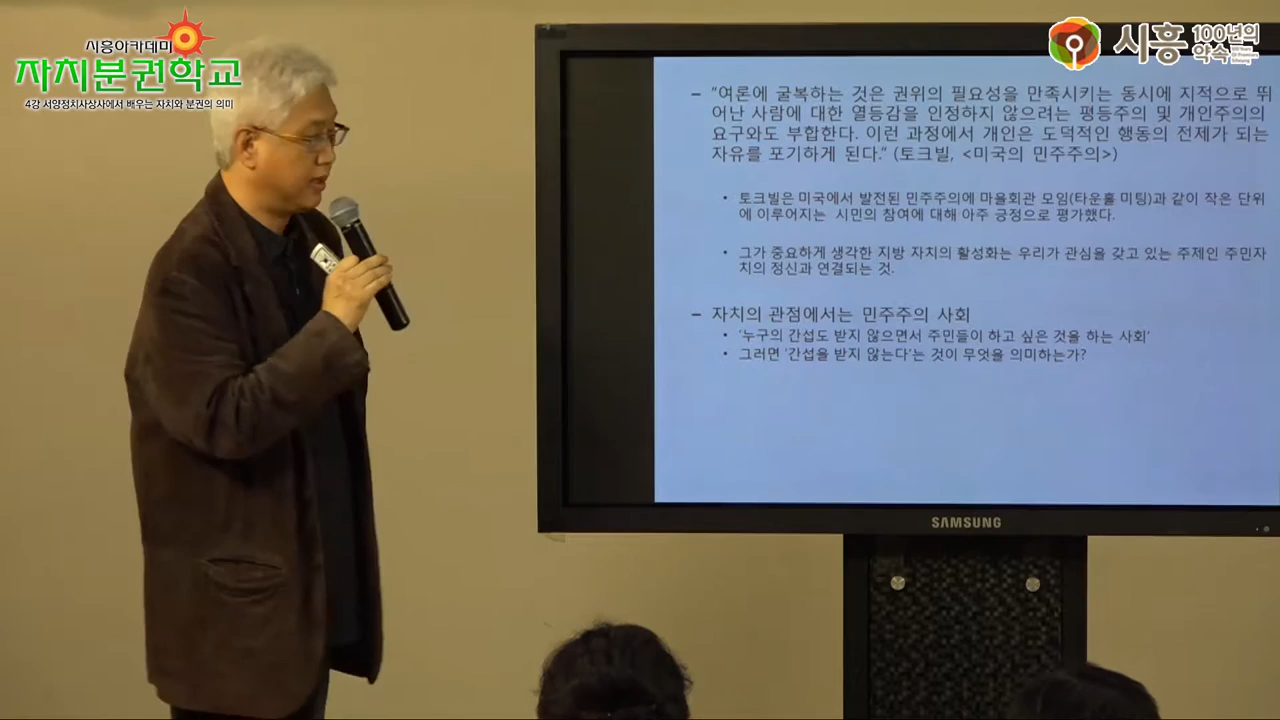 시흥아카데미
자치분권학교
4강 서양정치사상사에서 배우는 자치와 분권의 의미
시흥 100년의
약속
– "여론에 굴복하는 것은 권위의 필요성을 만족시키는 동시에 지적으로 뛰
어난 사람에 대한 열등감을 인정하지 않으려는 평등주의 및 개인주의의
요구와도 부합한다. 이런 과정에서 개인은 도덕적인 행동의 전제가 되는
자유를 포기하게 된다." (토크빌, <미국의 민주주의>)
• 토크빌은 미국에서 발전된 민주주의에 마을회관 모임(타운홀 미팅)과 같이 작은 단위
에 이루어지는 시민의 참여에 대해 아주 긍정으로 평가했다.
• 그가 중요하게 생각한 지방 자치의 활성화는 우리가 관심을 갖고 있는 주제인 주민자
치의 정신과 연결되는 것.
– 자치의 관점에서는 민주주의 사회
• '누구의 간섭도 받지 않으면서 주민들이 하고 싶은 것을 하는 사회'
• 그러면 '간섭을 받지 않는다'는 것이 무엇을 의미하는가?
SAMSUNG